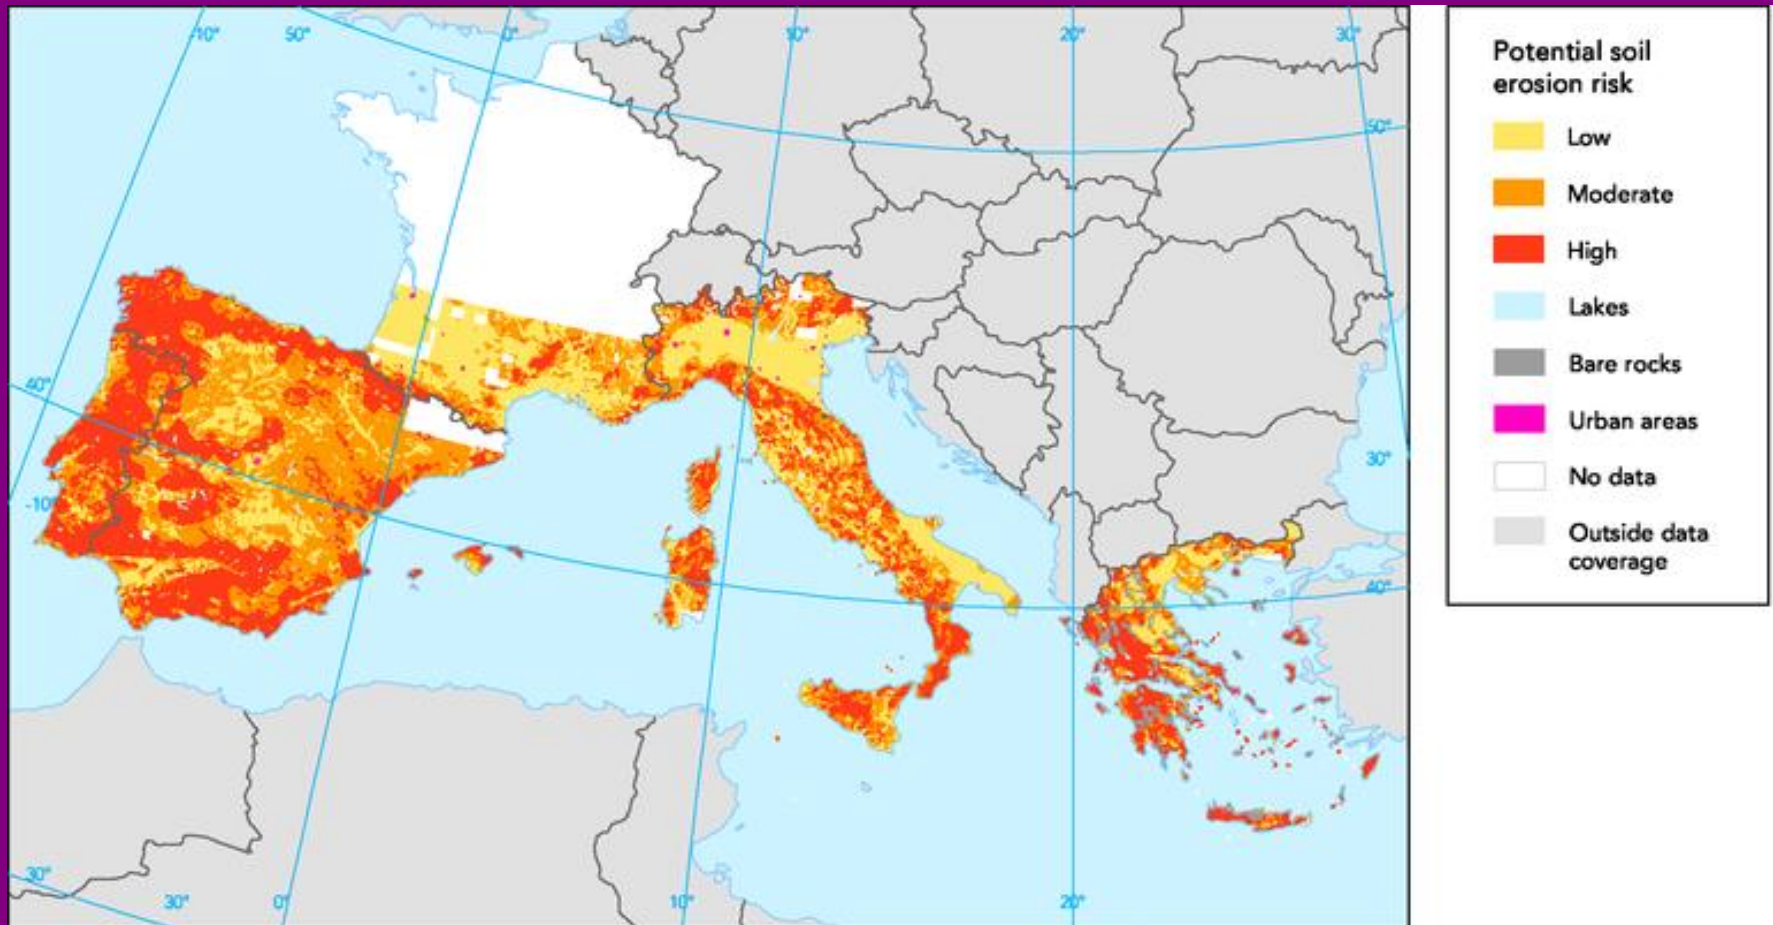 10° 50° 0° 10° 20° 30°
50°
40°
30°
-10°
40°
30°
30° 0° 10° 20°
Potential soil
erosion risk
Low
Moderate
High
Lakes
Bare rocks
Urban areas
No data
Outside data
coverage